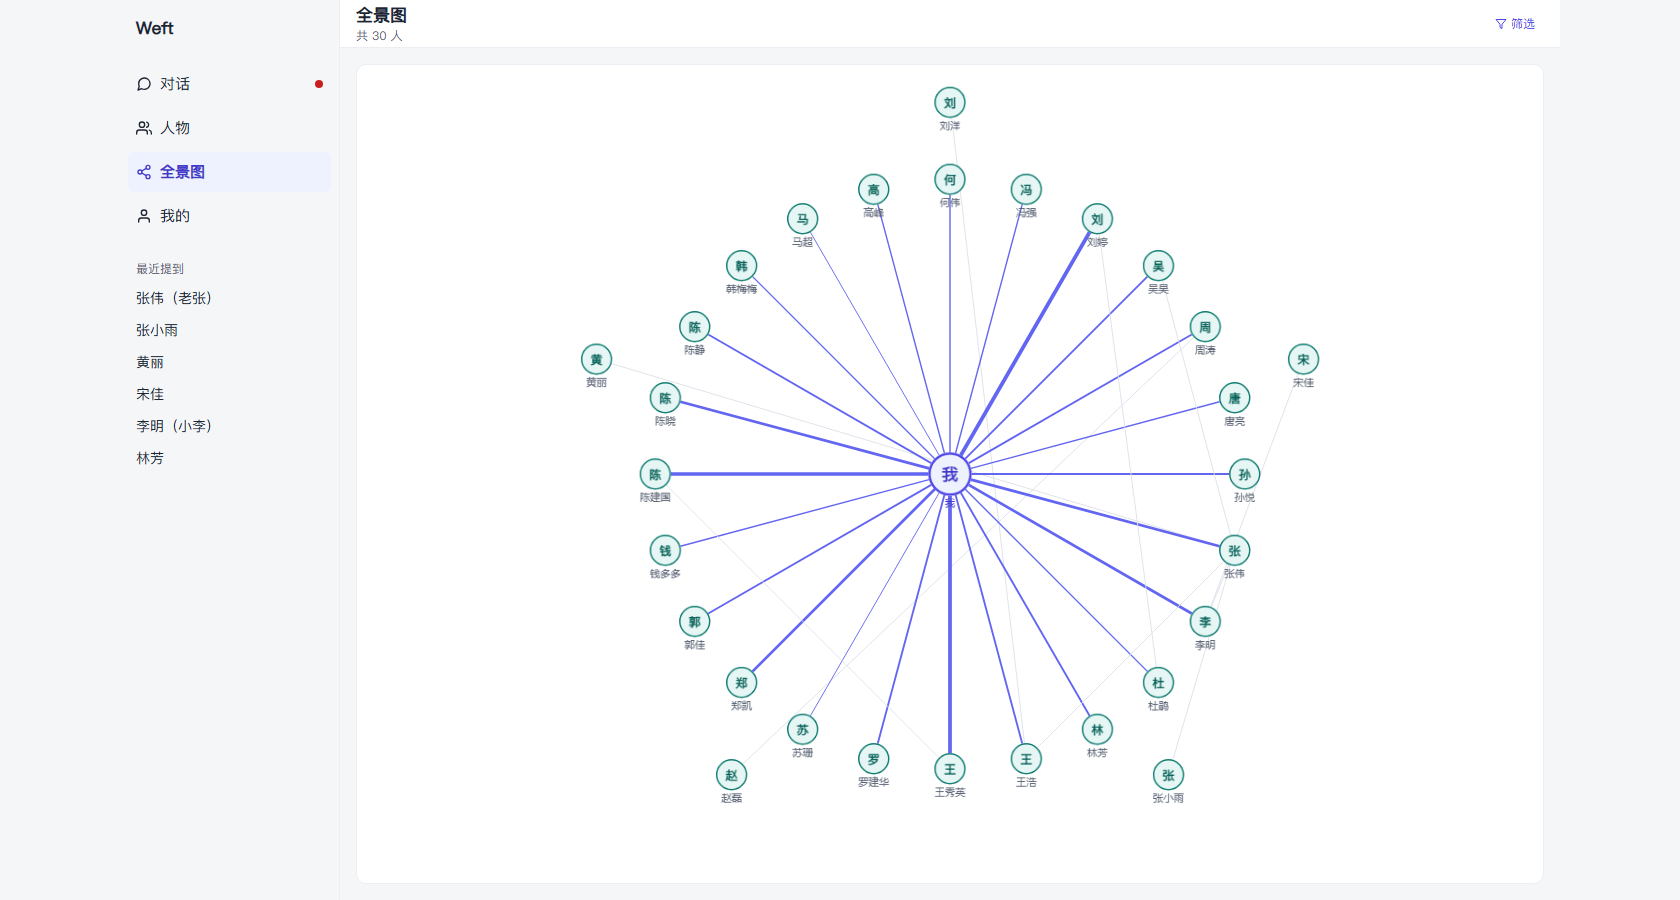 Weft
对话
人物
全景图
我的
最近提到
张伟（老张）
张小雨
黄丽
宋佳
李明（小李）
林芳
全景图
共 30 人
筛选
刘
刘洋
何
何伟
高
高峰
冯
冯强
马
马超
刘
刘婷
韩
韩梅梅
吴
吴昊
陈
陈静
周
周涛
黄
黄丽
宋
宋佳
陈
陈晓
唐
唐亮
陈
陈建国
我
我
孙
孙悦
钱
钱多多
张
张伟
郭
郭佳
李
李明
郑
郑凯
杜
杜鹃
苏
苏珊
林
林芳
罗
罗建华
王
王秀英
王
王浩
赵
赵磊
张
张小雨